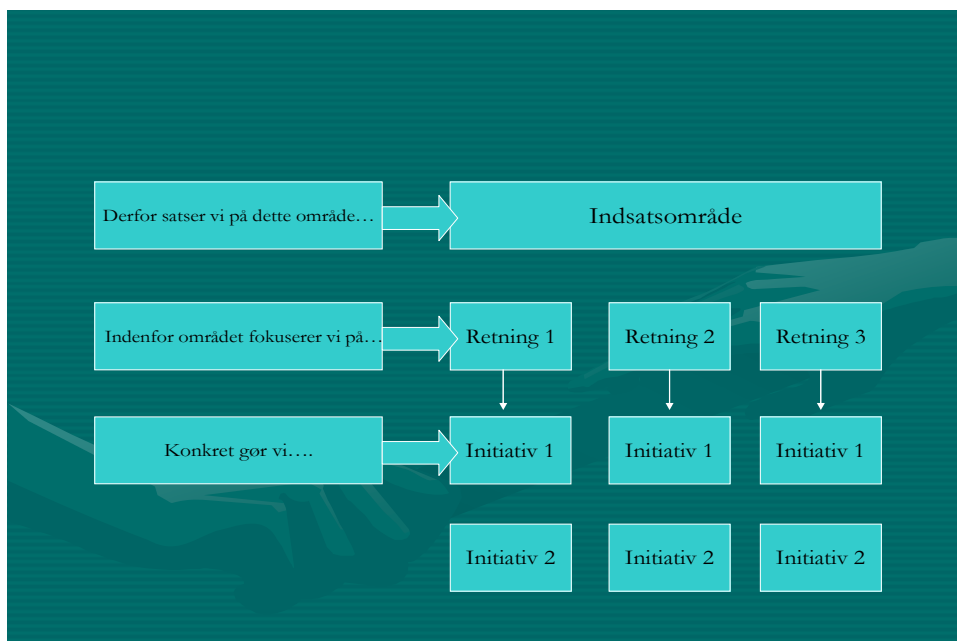 Derfor satser vi på dette område…
Indsatsområde
Indenfor området fokuserer vi på…
Retning 1
Retning 2
Retning 3
Konkret gør vi….
Initiativ 1
Initiativ 1
Initiativ 1
Initiativ 2
Initiativ 2
Initiativ 2